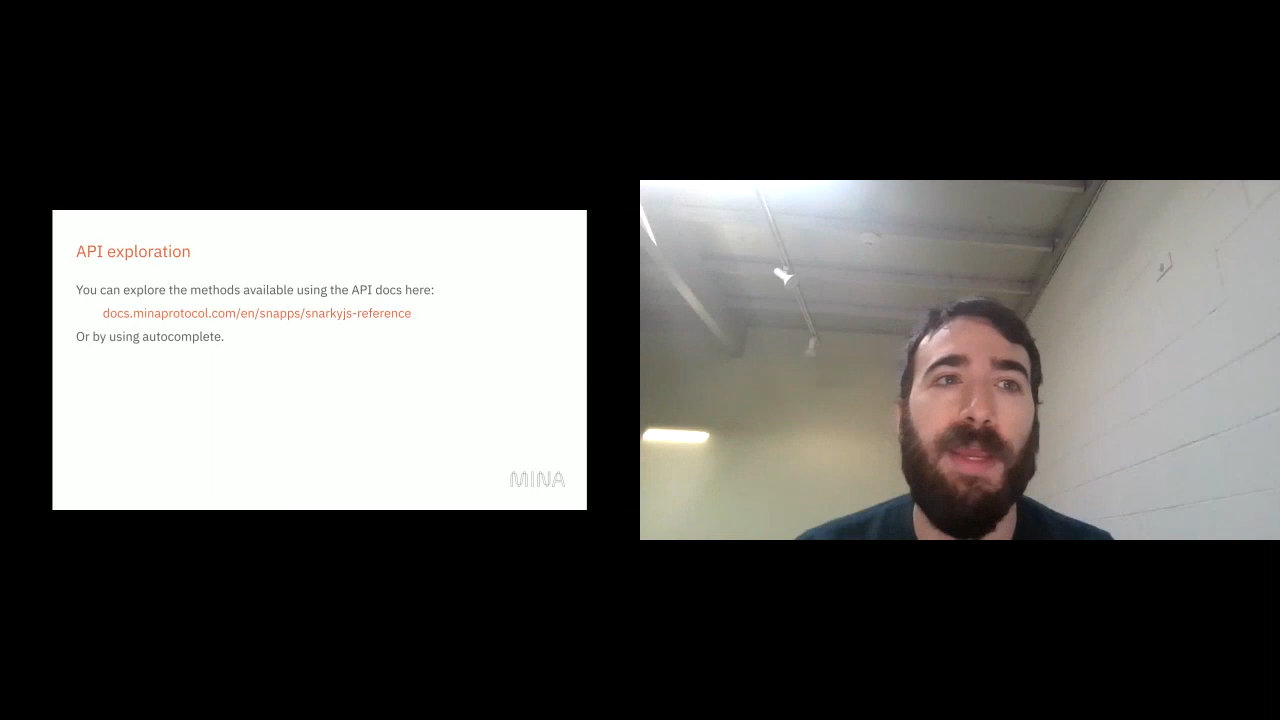 API exploration
You can explore the methods available using the API docs here:
docs.minaprotocol.com/en/snapps/snarkyjs-reference
Or by using autocomplete.
MINA